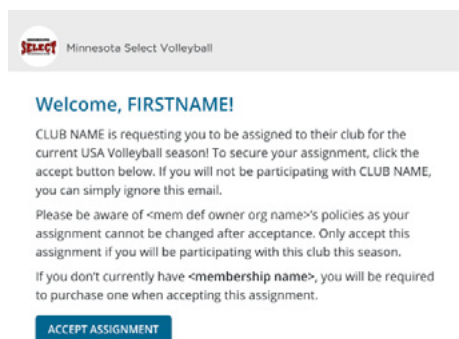 SELECT
Minnesota Select Volleyball
Welcome, FIRSTNAME!
CLUB NAME is requesting you to be assigned to their club for the
current USA Volleyball season! To secure your assignment, click the
accept button below. If you will not be participating with CLUB NAME,
you can simply ignore this email.
Please be aware of <mem def owner org name>'s policies as your
assignment cannot be changed after acceptance. Only accept this
assignment if you will be participating with this club this season.
If you don't currently have <membership name>, you will be required
to purchase one when accepting this assignment.
ACCEPT ASSIGNMENT